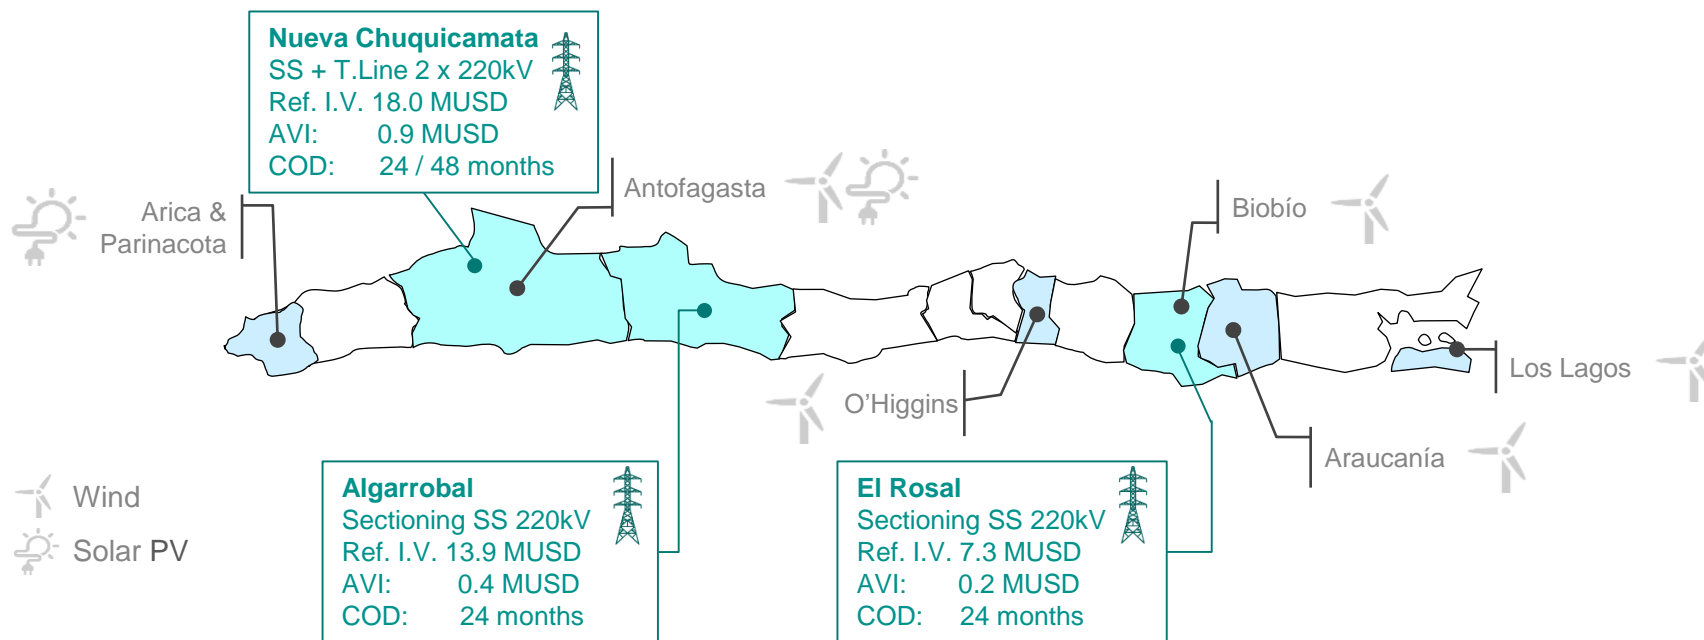 Nueva Chuquicamata
SS + T.Line 2 x 220kV
Ref. I.V. 18.0 MUSD
AVI: 0.9 MUSD
COD: 24 / 48 months
Arica &
Parinacota
Antofagasta
Biobío
O'Higgins
Los Lagos
Araucanía
Wind
Solar PV
Algarrobal
Sectioning SS 220kV
Ref. I.V. 13.9 MUSD
AVI: 0.4 MUSD
COD: 24 months
El Rosal
Sectioning SS 220kV
Ref. I.V. 7.3 MUSD
AVI: 0.2 MUSD
COD: 24 months